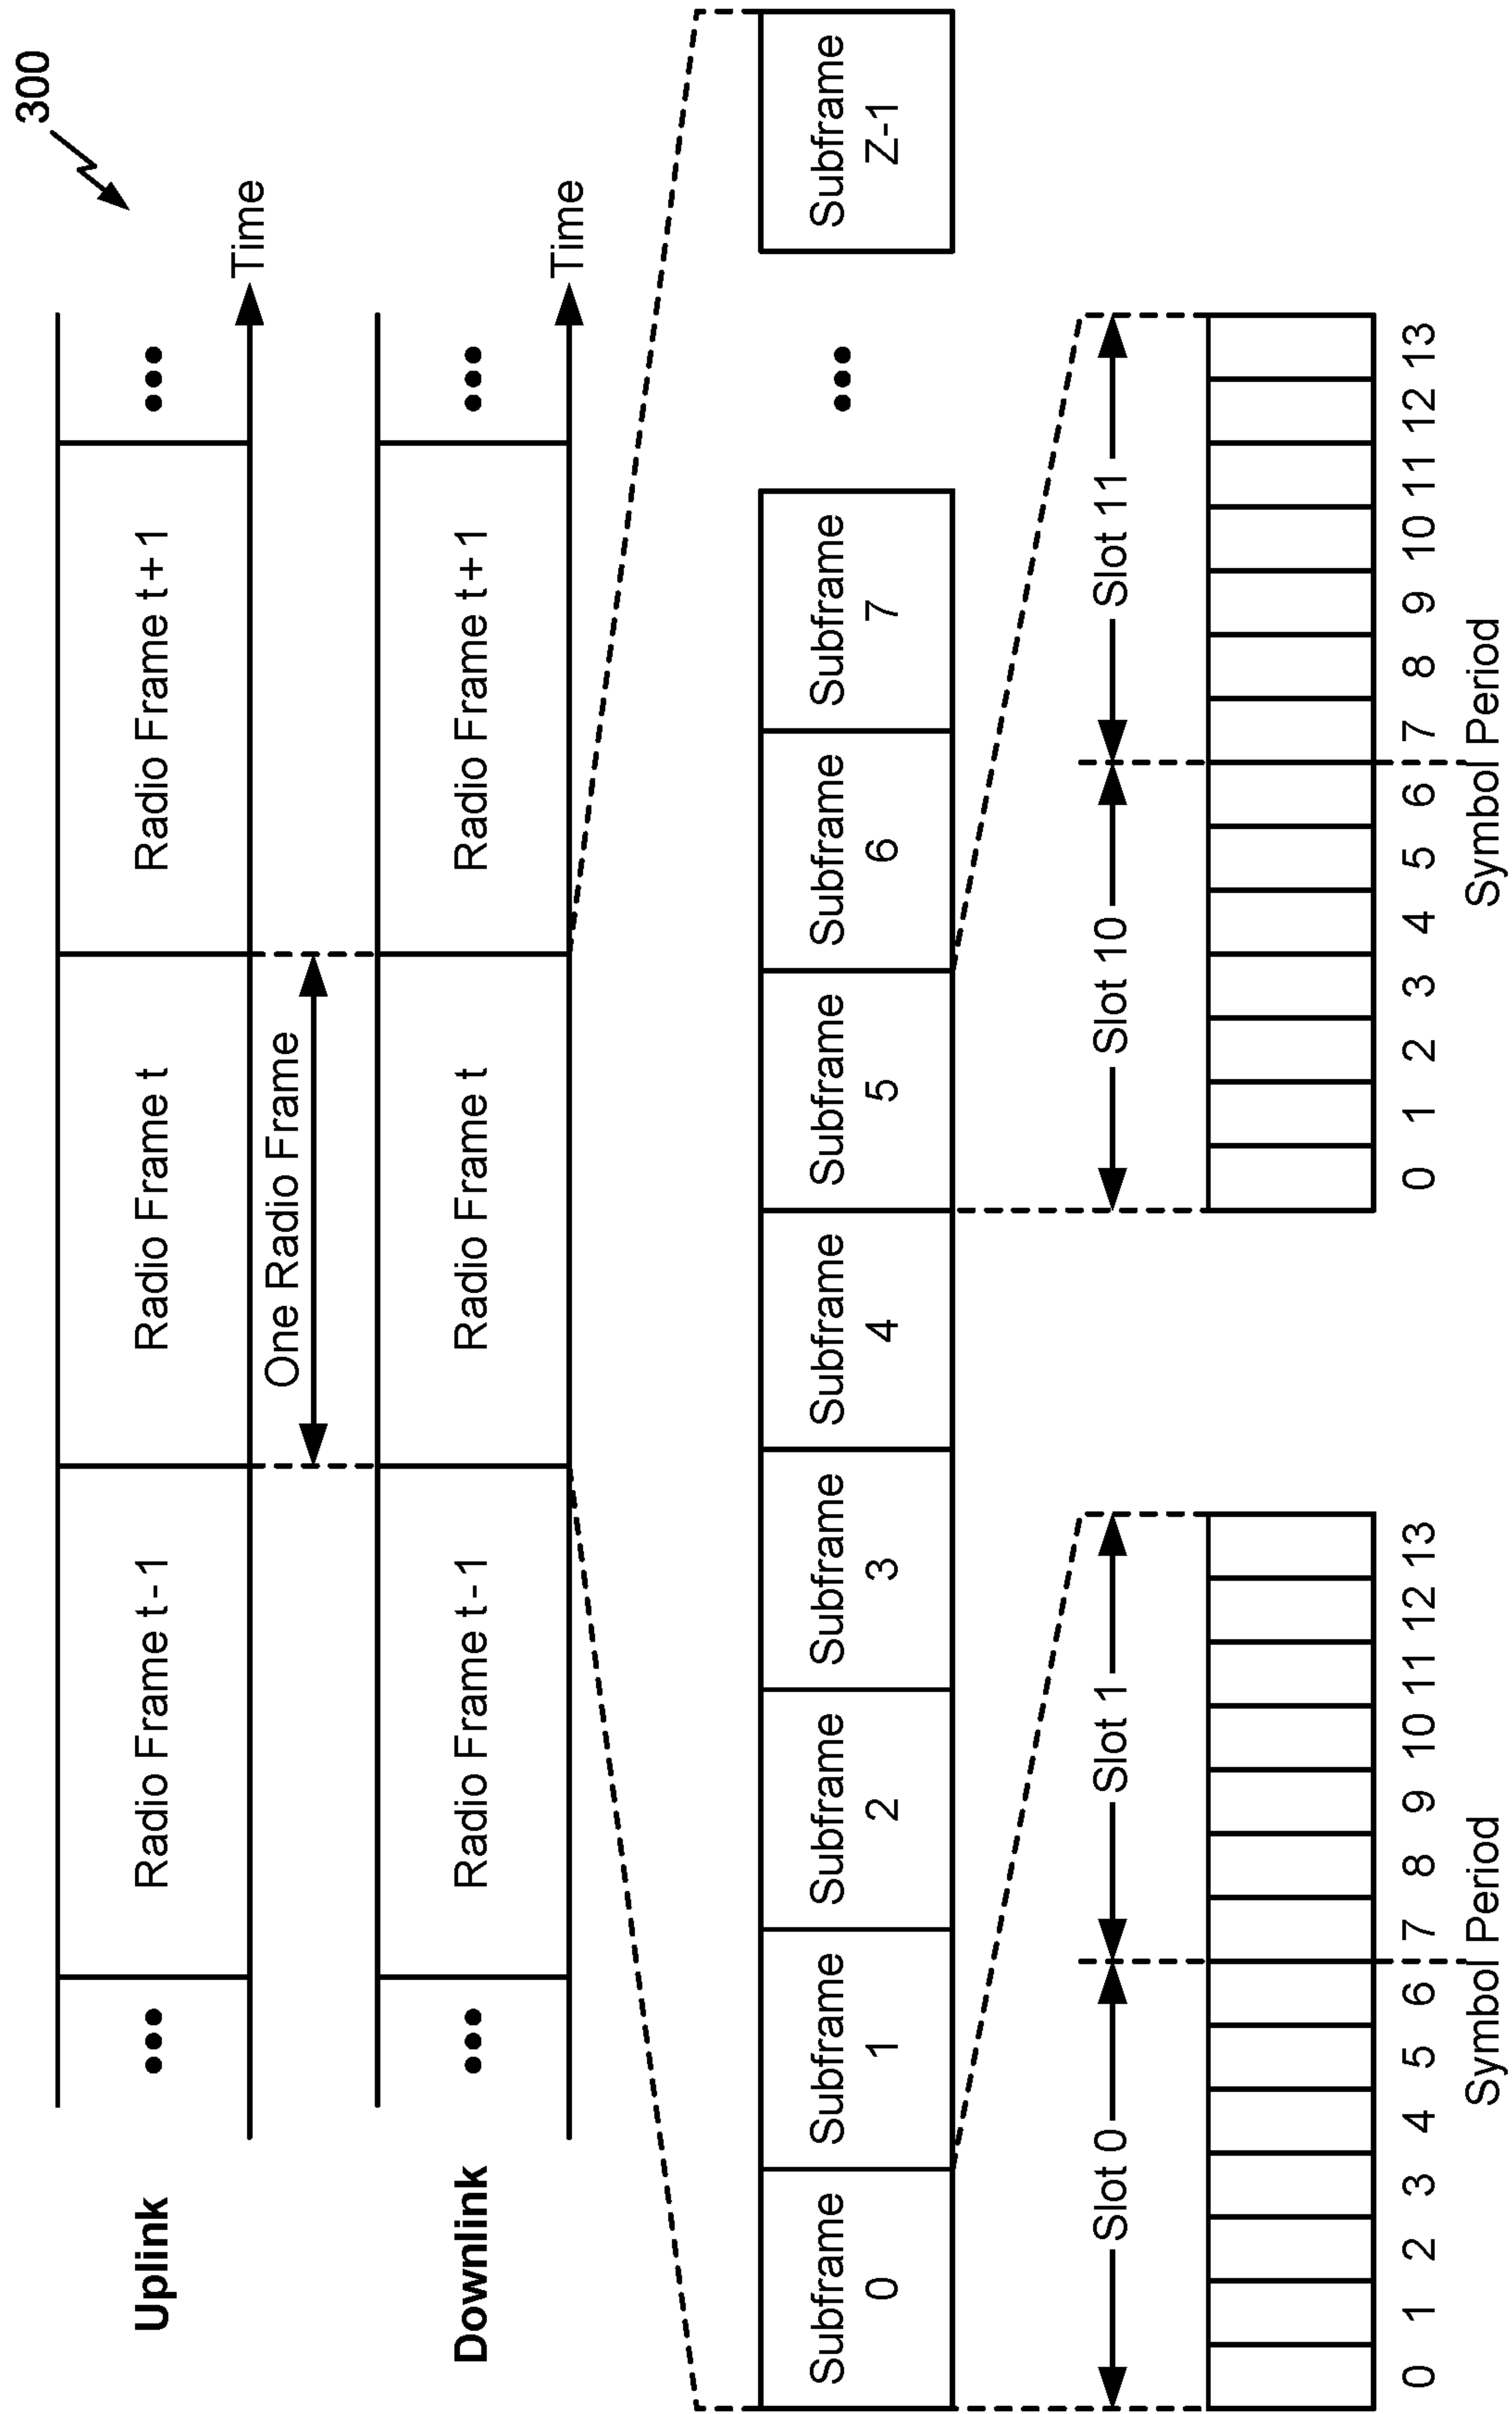 300
Uplink
••• Radio Frame t-1 Radio Frame t Radio Frame t+1 •••
Time
One Radio Frame
Downlink
••• Radio Frame t-1 Radio Frame t Radio Frame t+1 •••
Time
Subframe Subframe Subframe Subframe Subframe Subframe Subframe Subframe ••• Subframe
0 1 2 3 4 5 6 7 Z-1
Slot 0 Slot 1 Slot 10 Slot 11
0 1 2 3 4 5 6 7 8 9 10 11 12 13 0 1 2 3 4 5 6 7 8 9 10 11 12 13
Symbol Period Symbol Period